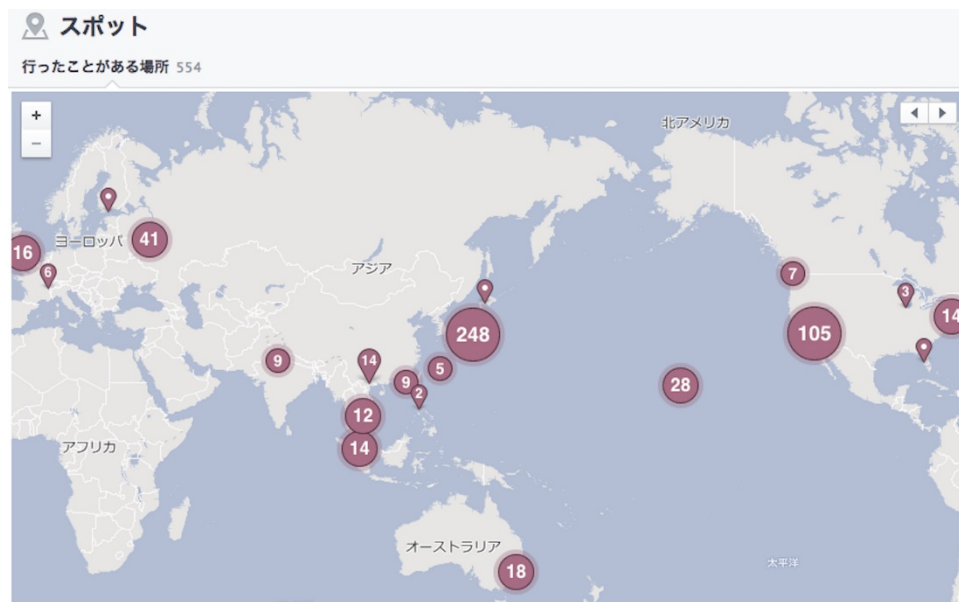 スポット
行ったことがある場所 554
+
北アメリカ
−
ヨーロッパ
41
16
6
アジア
7
3
14
248
105
9
14
5
9
2
28
12
14
アフリカ
オーストラリア
太平洋
18